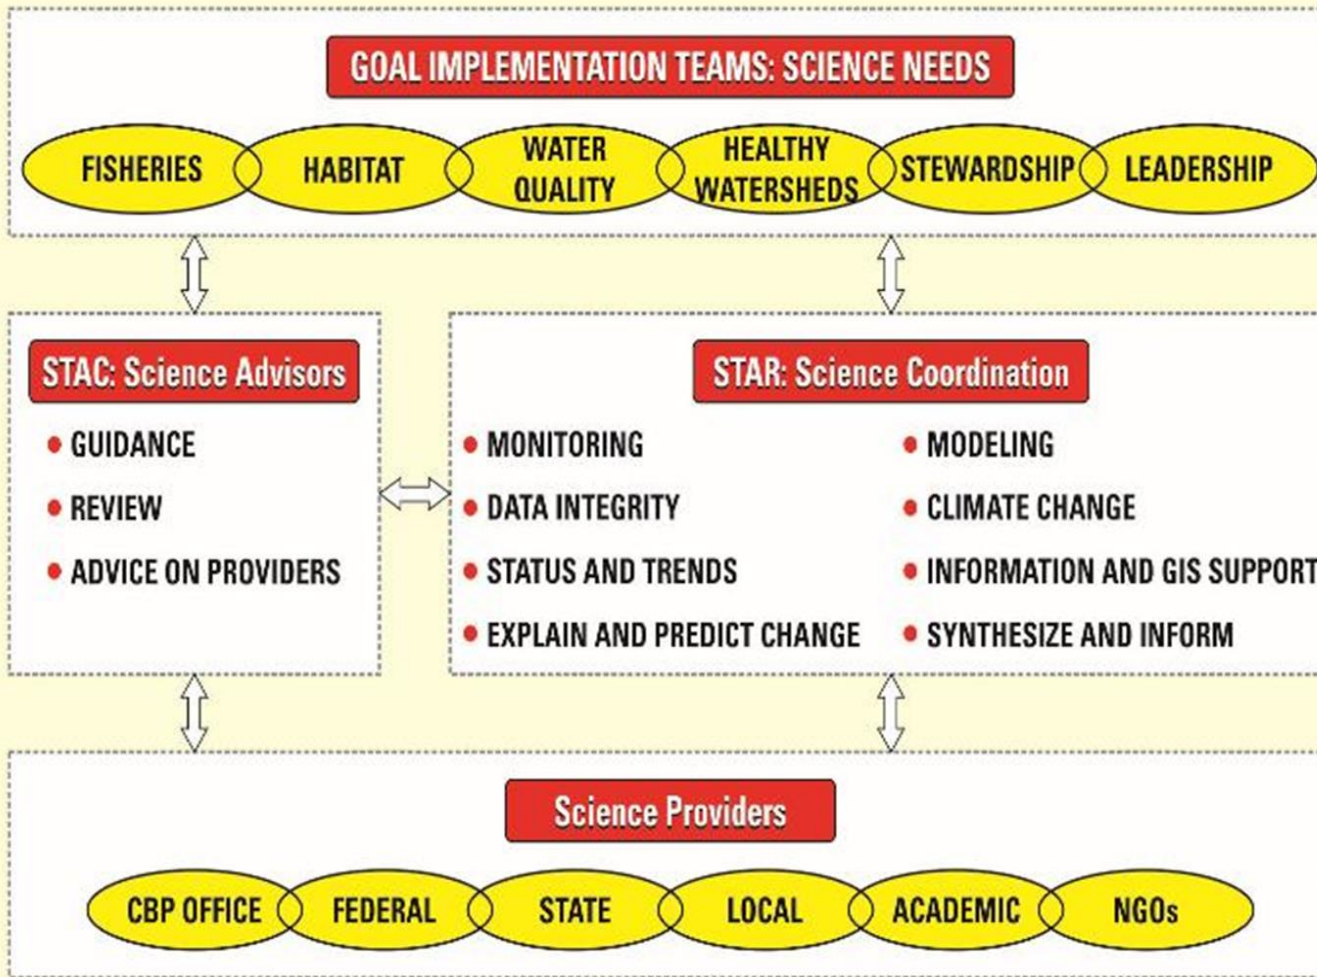 GOAL IMPLEMENTATION TEAMS: SCIENCE NEEDS
FISHERIES
HABITAT
WATER
QUALITY
HEALTHY
WATERSHEDS
STEWARDSHIP
LEADERSHIP
STAC: Science Advisors
• GUIDANCE
• REVIEW
• ADVICE ON PROVIDERS
STAR: Science Coordination
• MONITORING
• DATA INTEGRITY
• STATUS AND TRENDS
• EXPLAIN AND PREDICT CHANGE
• MODELING
• CLIMATE CHANGE
• INFORMATION AND GIS SUPPORT
• SYNTHESIZE AND INFORM
Science Providers
CBP OFFICE
FEDERAL
STATE
LOCAL
ACADEMIC
NGOs